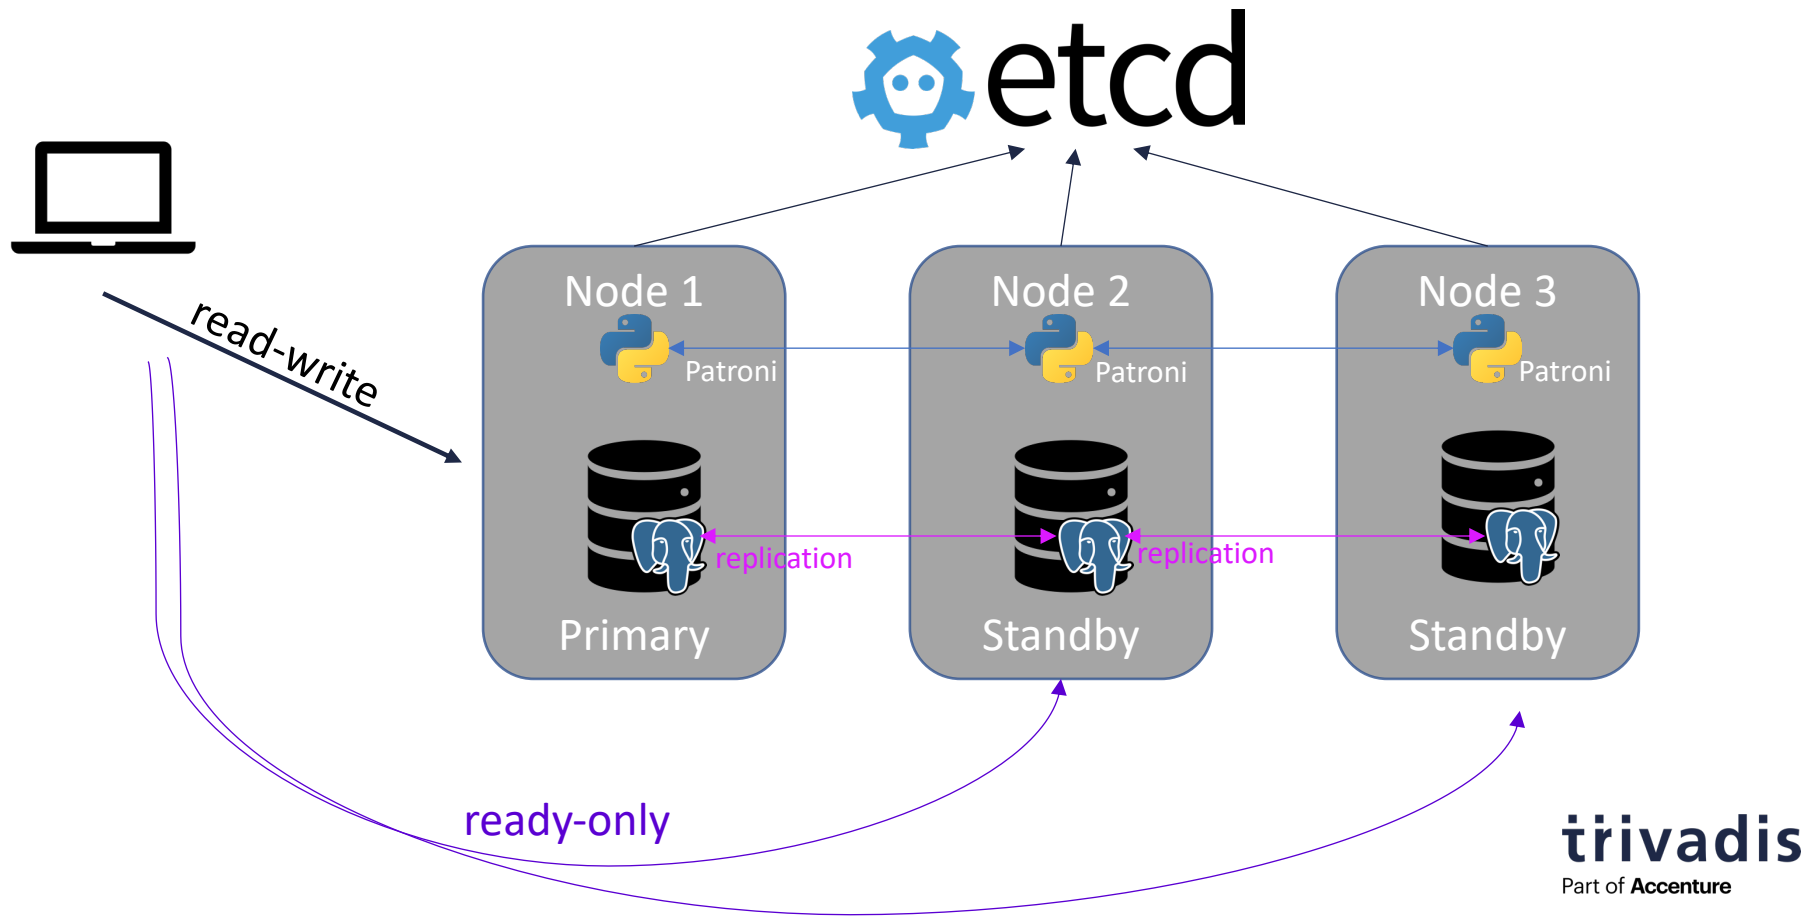 etcd
read-write
Node 1
Node 2
Node 3
Patroni
Patroni
Patroni
replication
replication
Primary
Standby
Standby
ready-only
trivadis
Part of Accenture